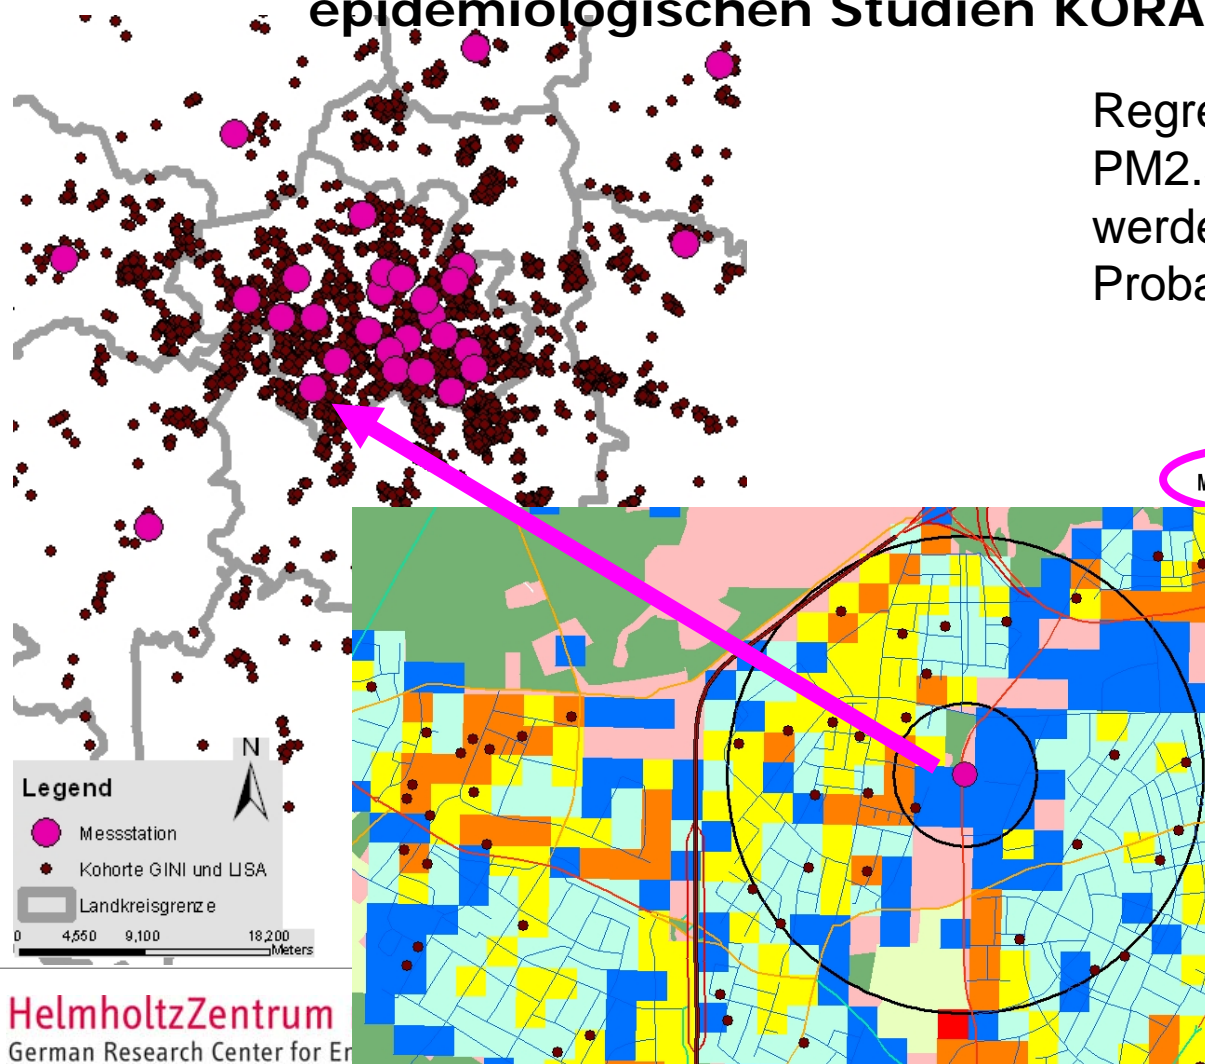 epidemiologischen Studien KORA
Regre
PM2.
werde
Proba
M
N
Legend
Messstation
Kohorte GINI und LISA
Landkreisgrenze
0 4,550 9,100 18,200
Meters
HelmholtzZentrum
German Research Center for Er